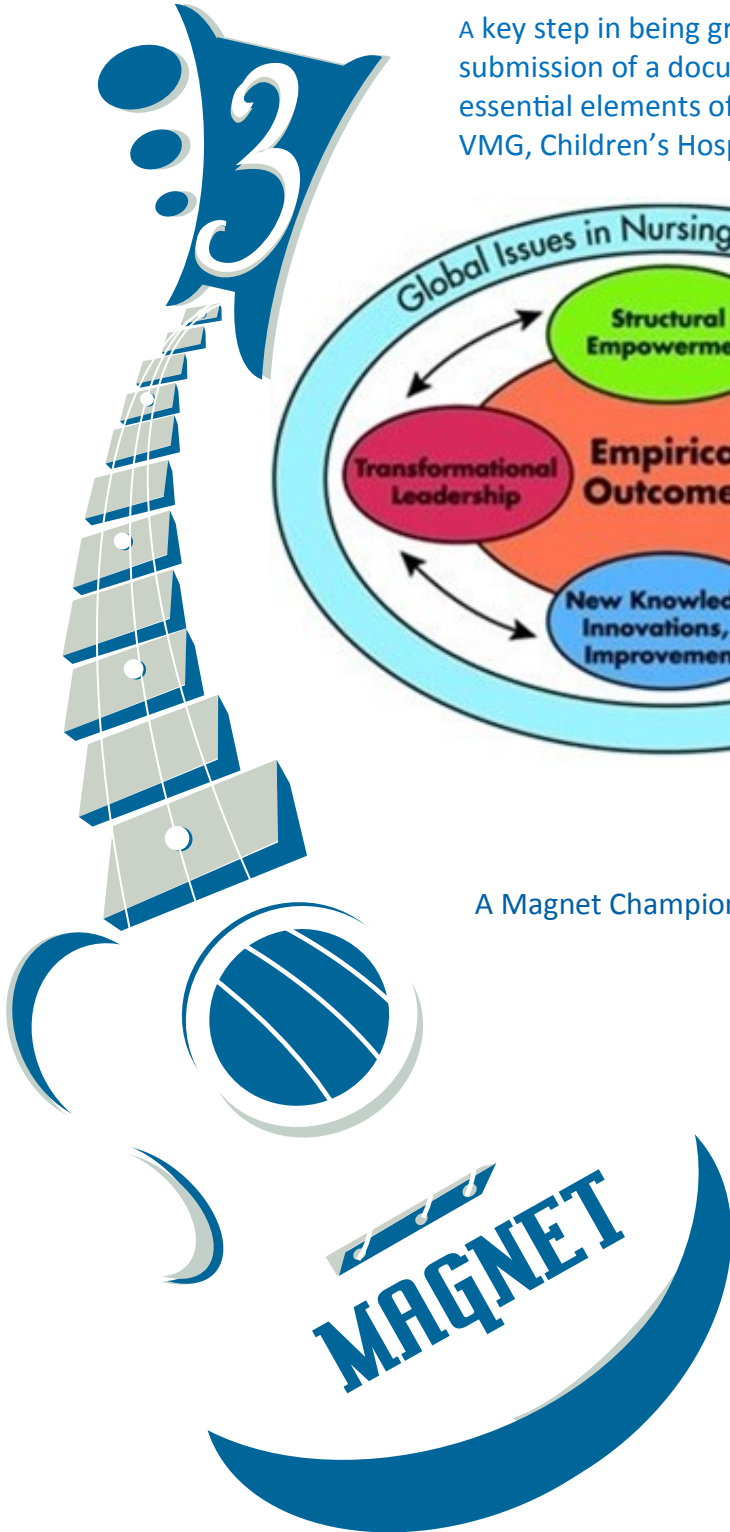 A key step in being gr
submission of a docu
essential elements of
VMG, Children’s Hosp
3
Global Issues in Nursing
Structural
Empowerme
Transformational
Leadership
Empirica
Outcome
New Knowled
Innovations,
Improvemen
A Magnet Champion
MAGNET